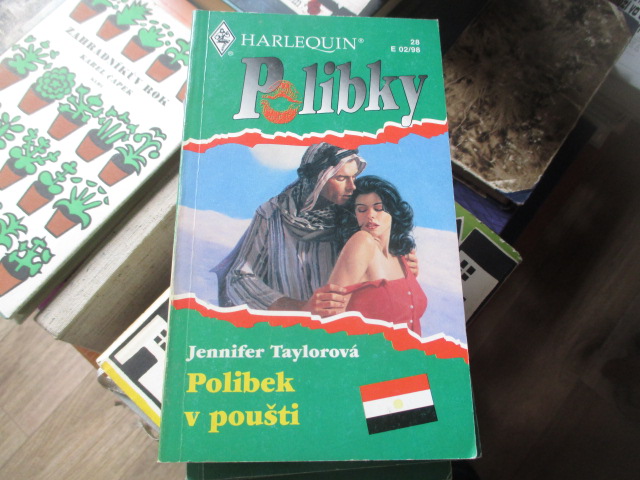 HARLEQUIN®
28
E 02/98
Polibky
Jennifer Taylorová
Polibek
v poušti
ZAHRADNÍKŮV ROK
KAREL ČAPEK